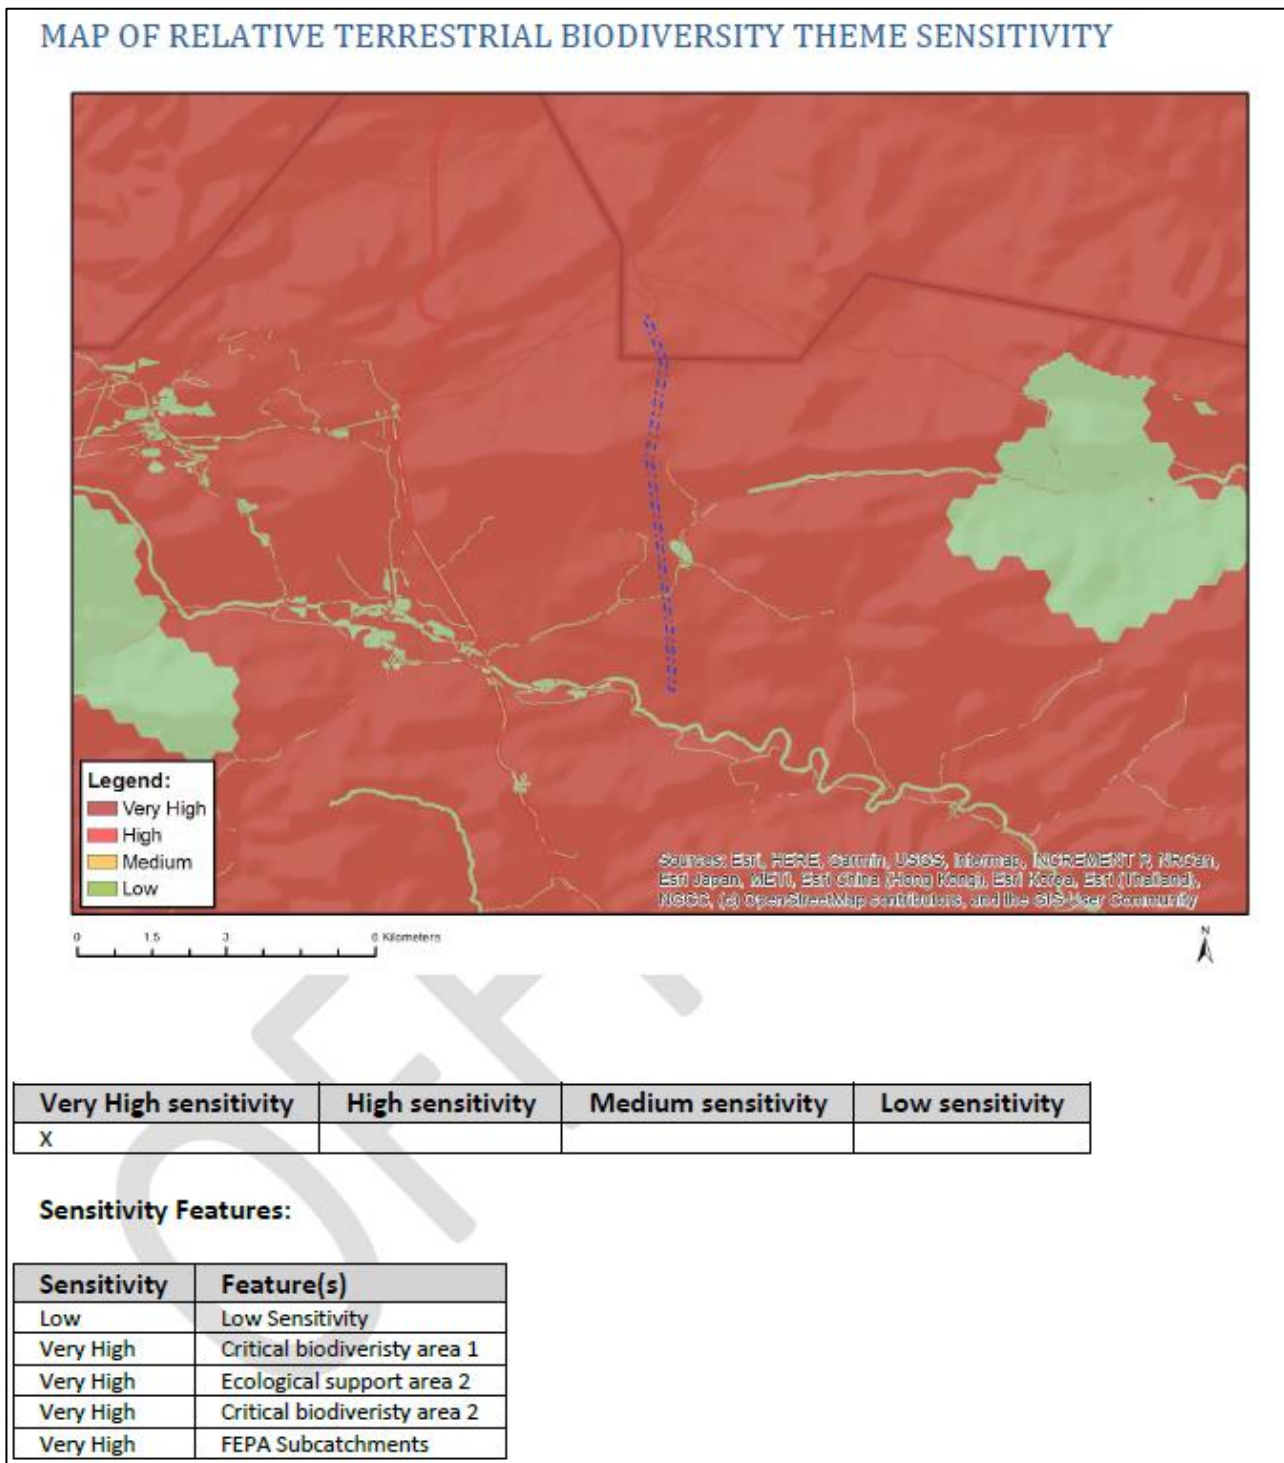 MAP OF RELATIVE TERRESTRIAL BIODIVERSITY THEME SENSITIVITY
Legend:
Very High
High
Medium
Low
Sources: Esri, HERE, Garmin, USGS, Intermap, INCREMENT P, NRCan,
Esri Japan, METI, Esri China (Hong Kong), Esri Korea, Esri (Thailand),
NGCC, (c) OpenStreetMap contributors, and the GIS User Community
0 1.5 3 6 Kilometers
N
Very High sensitivity High sensitivity Medium sensitivity Low sensitivity
X
Sensitivity Features:
Sensitivity Feature(s)
Low Low Sensitivity
Very High Critical biodiveristy area 1
Very High Ecological support area 2
Very High Critical biodiveristy area 2
Very High FEPA Subcatchments